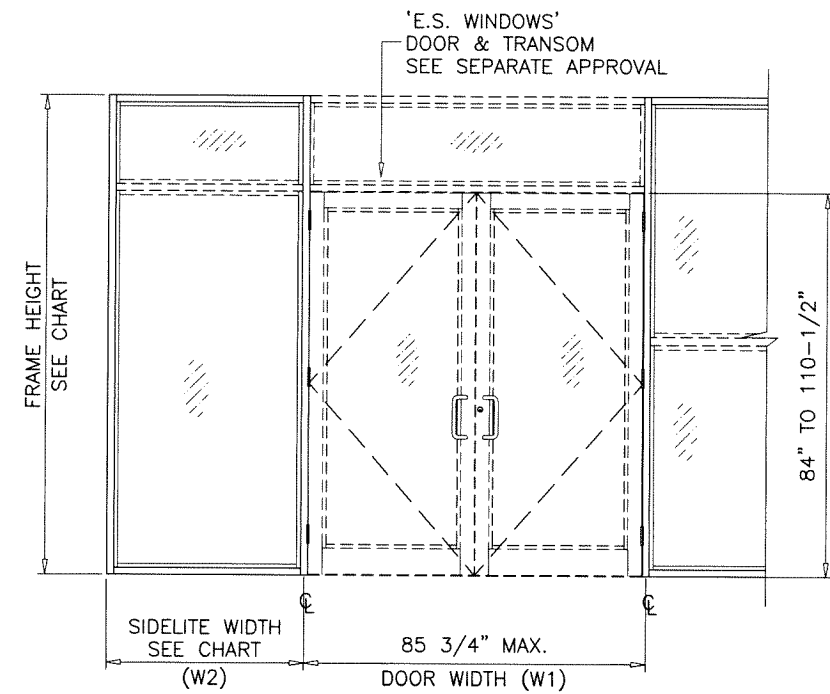 'E.S. WINDOWS'
DOOR & TRANSOM
SEE SEPARATE APPROVAL
FRAME HEIGHT
SEE CHART
84" TO 110-1/2"
SIDELITE WIDTH
SEE CHART
(W2)
85 3/4" MAX.
DOOR WIDTH (W1)
℄
℄